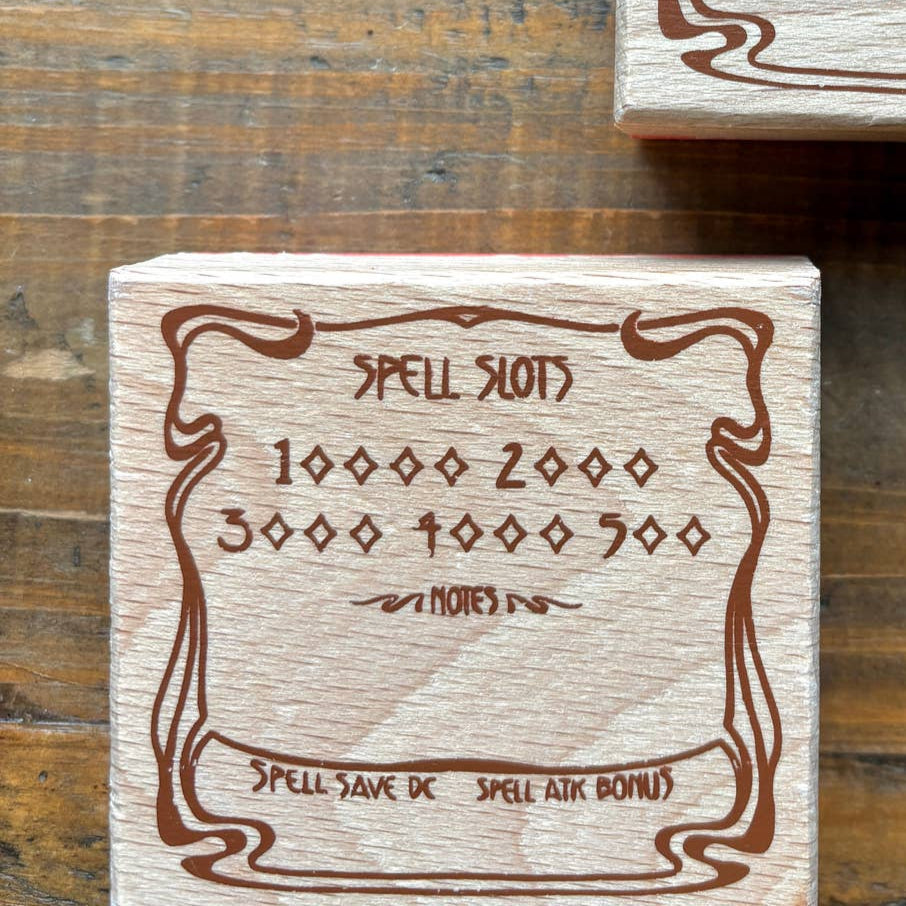 SPELL SLOTS
1◇◇◇◇ 2◇◇◇
3◇◇◇ 4◇◇◇ 5◇◇
NOTES
SPELL SAVE DC SPELL ATK BONUS